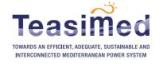 Teasimed
TOWARDS AN EFFICIENT, ADEQUATE, SUSTAINABLE AND
INTERCONNECTED MEDITERRANEAN POWER SYSTEM